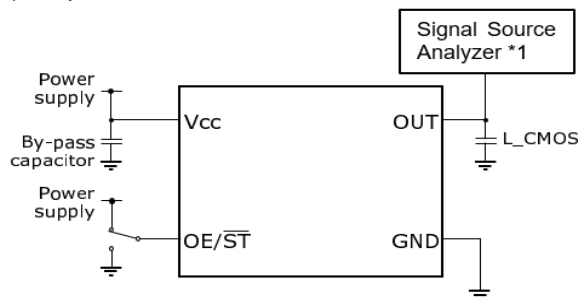 Signal Source
Analyzer *1
Power
supply
Vcc
OUT
By-pass
capacitor
L_CMOS
Power
supply
OE/ST
GND